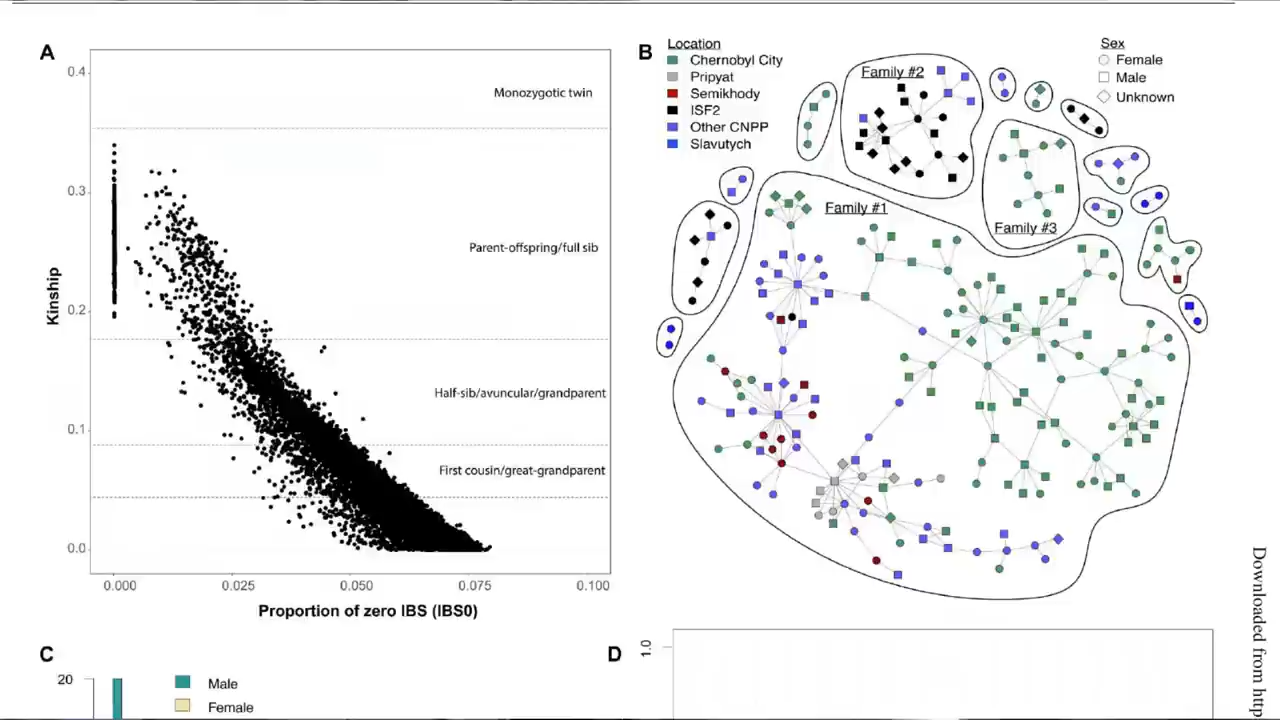 A
0.4
0.3
0.2
0.1
0.0
Kinship
Monozygotic twin
Parent-offspring/full sib
Half-sib/avuncular/grandparent
First cousin/great-grandparent
0.000
0.025
0.050
0.075
0.100
Proportion of zero IBS (IBS0)
B
Location
Chernobyl City
Pripyat
Semikhody
ISF2
Other CNPP
Slavutych
Sex
Female
Male
Unknown
Family #2
Family #1
Family #3
C
20
Male
Female
D
1.0
Downloaded from http